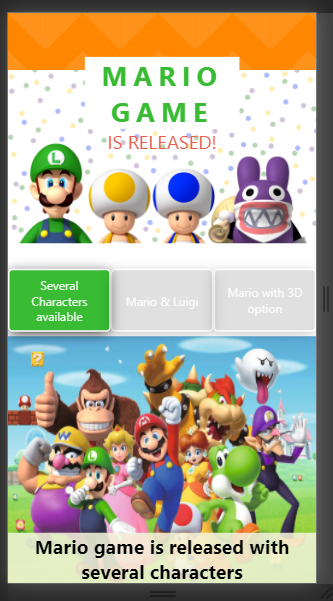 MARIO
GAME
IS RELEASED!
L
Several
Characters
available
Mario & Luigi
Mario with 3D
option
?
W
L
M
Mario game is released with
several characters